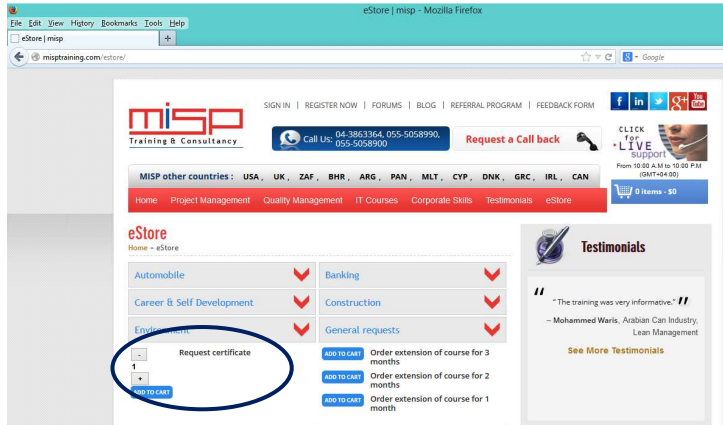 eStore | misp - Mozilla Firefox
File Edit View History Bookmarks Tools Help
eStore | misp +
misptraining.com/estore/
Google
SIGN IN | REGISTER NOW | FORUMS | BLOG | REFERRAL PROGRAM | FEEDBACK FORM
f in g+ You Tube
misp
Training & Consultancy
Call Us: 04-3863364, 055-5058990,
055-5058900
Request a Call back
CLICK
for
LIVE
support
From 10:00 A.M to 10:00 P.M
(GMT+04:00)
MISP other countries : USA , UK , ZAF , BHR , ARG , PAN , MLT , CYP , DNK , GRC , IRL , CAN
0 items - $0
Home Project Management Quality Management IT Courses Corporate Skills Testimonials eStore
eStore
Home » eStore
Testimonials
Automobile
Banking
Career & Self Development
Construction
Environment
General requests
" The training was very informative."
– Mohammed Waris, Arabian Can Industry,
Lean Management
See More Testimonials
-
Request certificate
1
+
ADD TO CART
ADD TO CART Order extension of course for 3
months
ADD TO CART Order extension of course for 2
months
ADD TO CART Order extension of course for 1
month